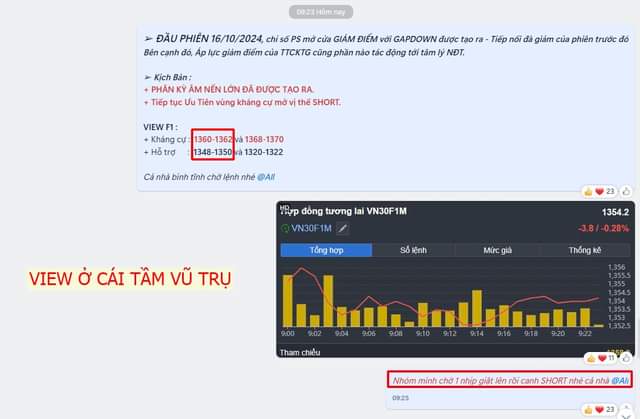 09:23 Hôm nay
➢ ĐẦU PHIÊN 16/10/2024, chỉ số PS mở cửa GIẢM ĐIỂM với GAPDOWN được tạo ra - Tiếp nối đà giảm của phiên trước đó
Bên cạnh đó, Áp lực giảm điểm của TTCKTG cũng phần nào tác động tới tâm lý NĐT.
➢ Kịch Bản :
+ PHÂN KỲ ÂM NẾN LỚN ĐÃ ĐƯỢC TẠO RA.
+ Tiếp tục Ưu Tiên vùng kháng cự mở vị thế SHORT.
VIEW F1 :
+ Kháng cự : 1360-1362 và 1368-1370
+ Hỗ trợ : 1348-1350 và 1320-1322
Cả nhà bình tĩnh chờ lệnh nhé @All
23
HD
Hợp đồng tương lai VN30F1M 1354.2
VN30F1M -3.8 / -0.28%
Tổng hợp Sổ lệnh Mức giá Thống kê
1,356
1,355.5
1,355
1,354.5
1,354
1,353.5
1,353
1,352.5
9:00 9:02 9:04 9:06 9:08 9:10 9:12 9:14 9:16 9:18 9:20 9:22
Tham chiếu
11
VIEW Ở CÁI TẦM VŨ TRỤ
Nhóm mình chờ 1 nhịp giật lên rồi canh SHORT nhé cả nhà @All
09:25
23